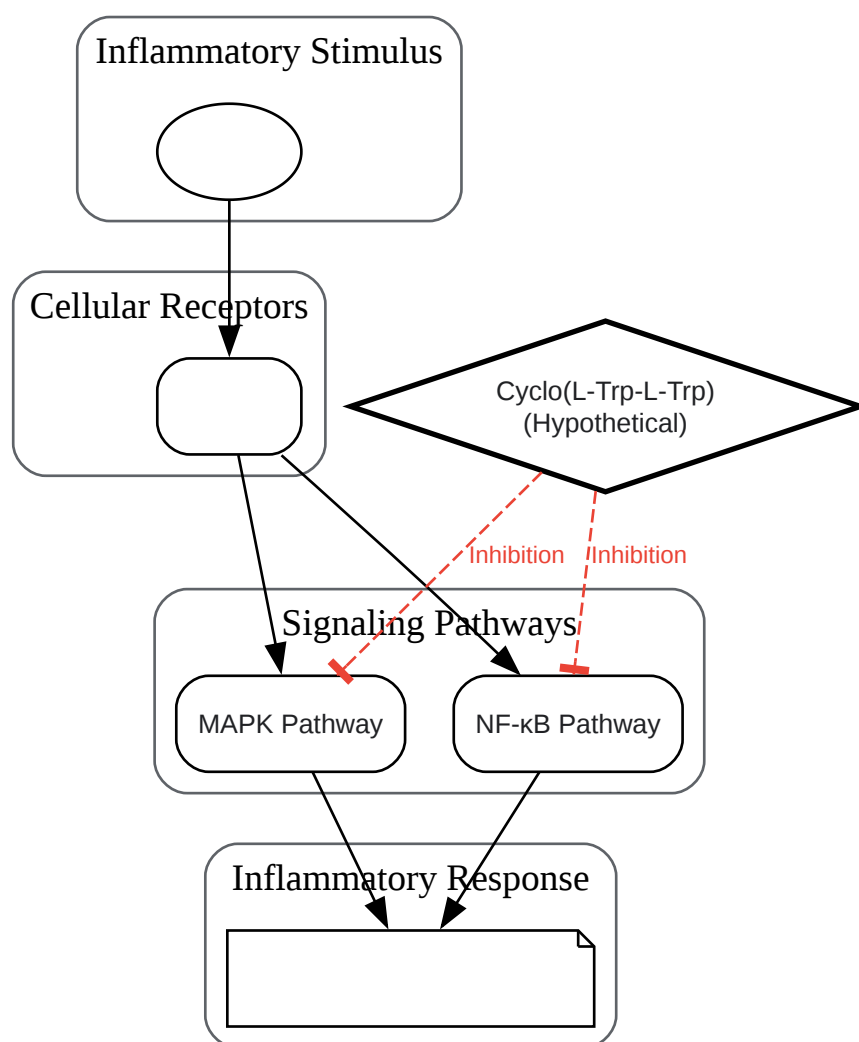 Inflammatory Stimulus
Cellular Receptors
Cyclo(L-Trp-L-Trp)
(Hypothetical)
Inhibition
Inhibition
Signaling Pathways
MAPK Pathway
NF-κB Pathway
Inflammatory Response